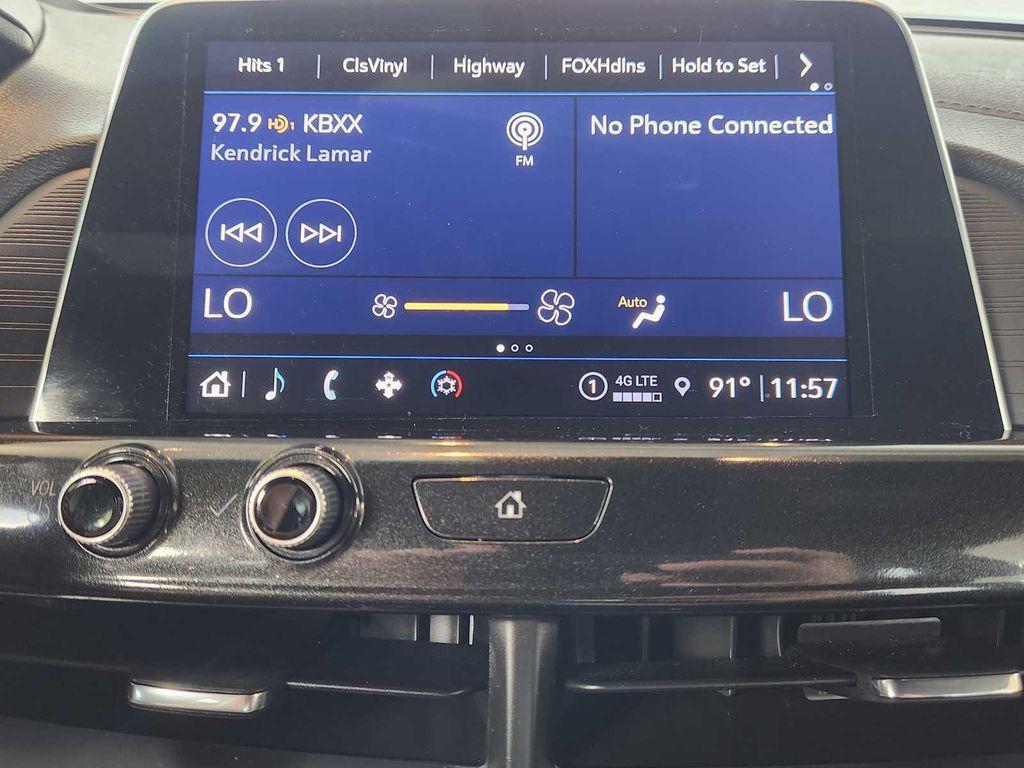 Hits 1 | ClsVinyl | Highway | FOXHdlns | Hold to Set |
97.9 HD1 KBXX
Kendrick Lamar
FM
No Phone Connected
LO
Auto
LO
1 4G LTE 91° 11:57
VOL